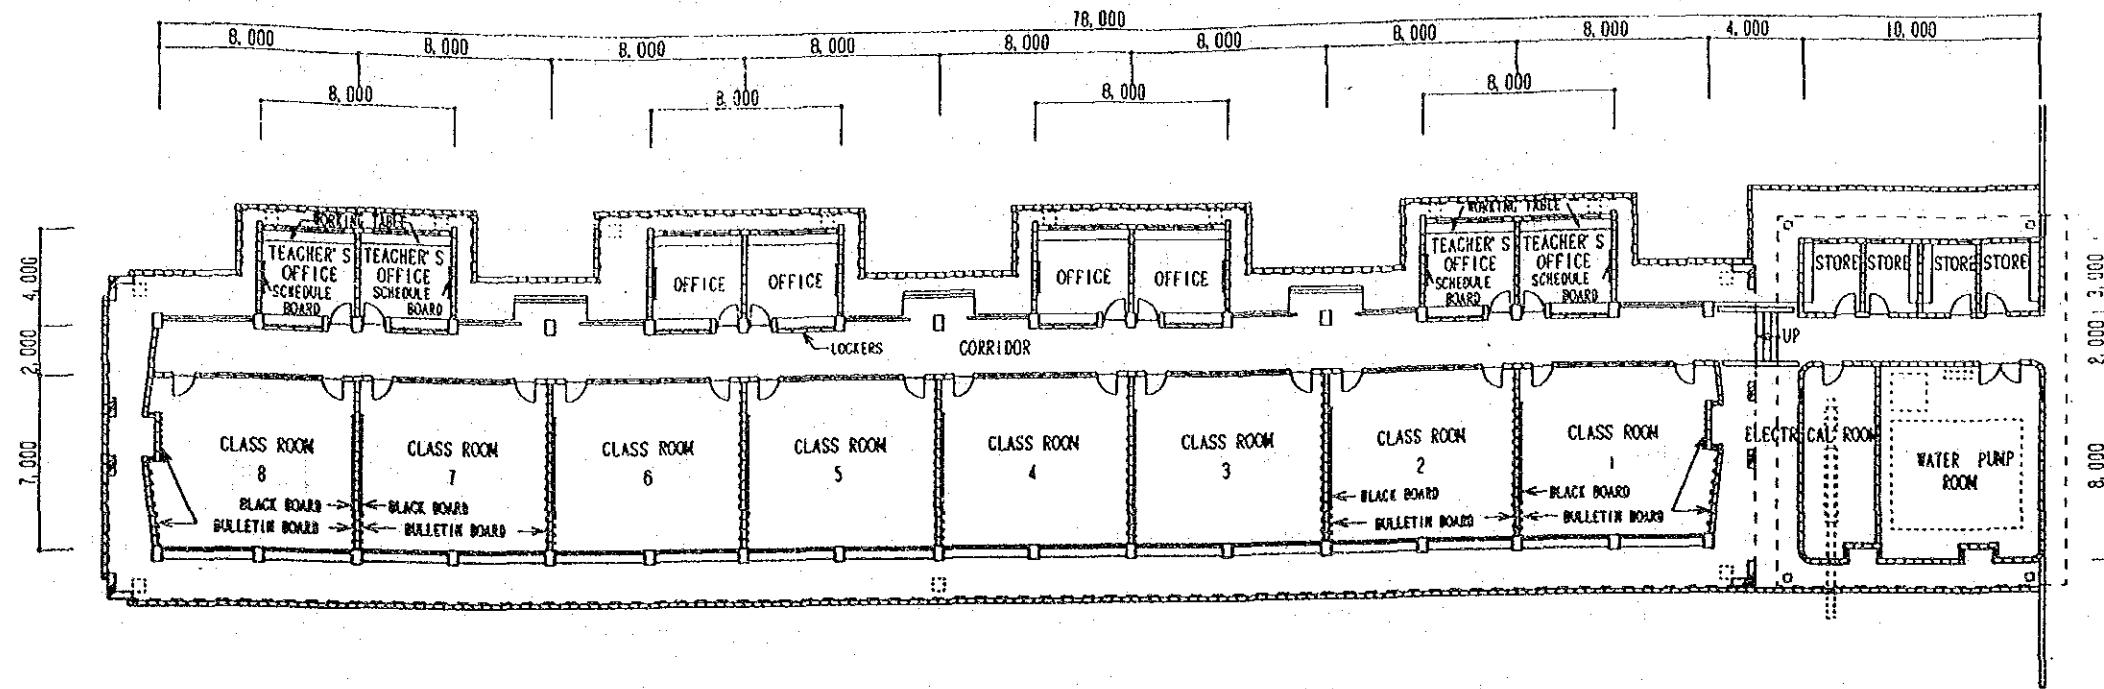 78,000
8,000 8,000 8,000 8,000 8,000 8,000 8,000 8,000 4,000 10,000
8,000 8,000 8,000 8,000
WORKING TABLE
TEACHER'S OFFICE
SCHEDULE BOARD
TEACHER'S OFFICE
SCHEDULE BOARD
OFFICE
OFFICE
OFFICE
OFFICE
WORKING TABLE
TEACHER'S OFFICE
SCHEDULE BOARD
TEACHER'S OFFICE
SCHEDULE BOARD
STORE STORE STORE STORE
4,000
2,000
7,000
LOCKERS
CORRIDOR
UP
2,000
8,000
CLASS ROOM
8
CLASS ROOM
7
CLASS ROOM
6
CLASS ROOM
5
CLASS ROOM
4
CLASS ROOM
3
CLASS ROOM
2
CLASS ROOM
1
ELECTRICAL ROOM
WATER PUMP
ROOM
BLACK BOARD
BULLETIN BOARD
BLACK BOARD
BULLETIN BOARD
BLACK BOARD
BULLETIN BOARD
BLACK BOARD
BULLETIN BOARD